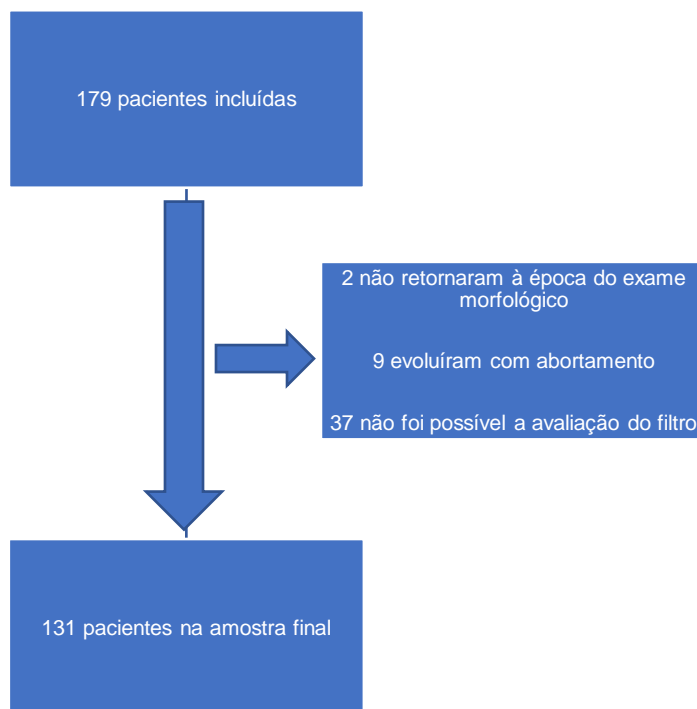 179 pacientes incluídas
2 não retornaram à época do exame
morfológico
9 evoluíram com abortamento
37 não foi possível a avaliação do filtro
131 pacientes na amostra final